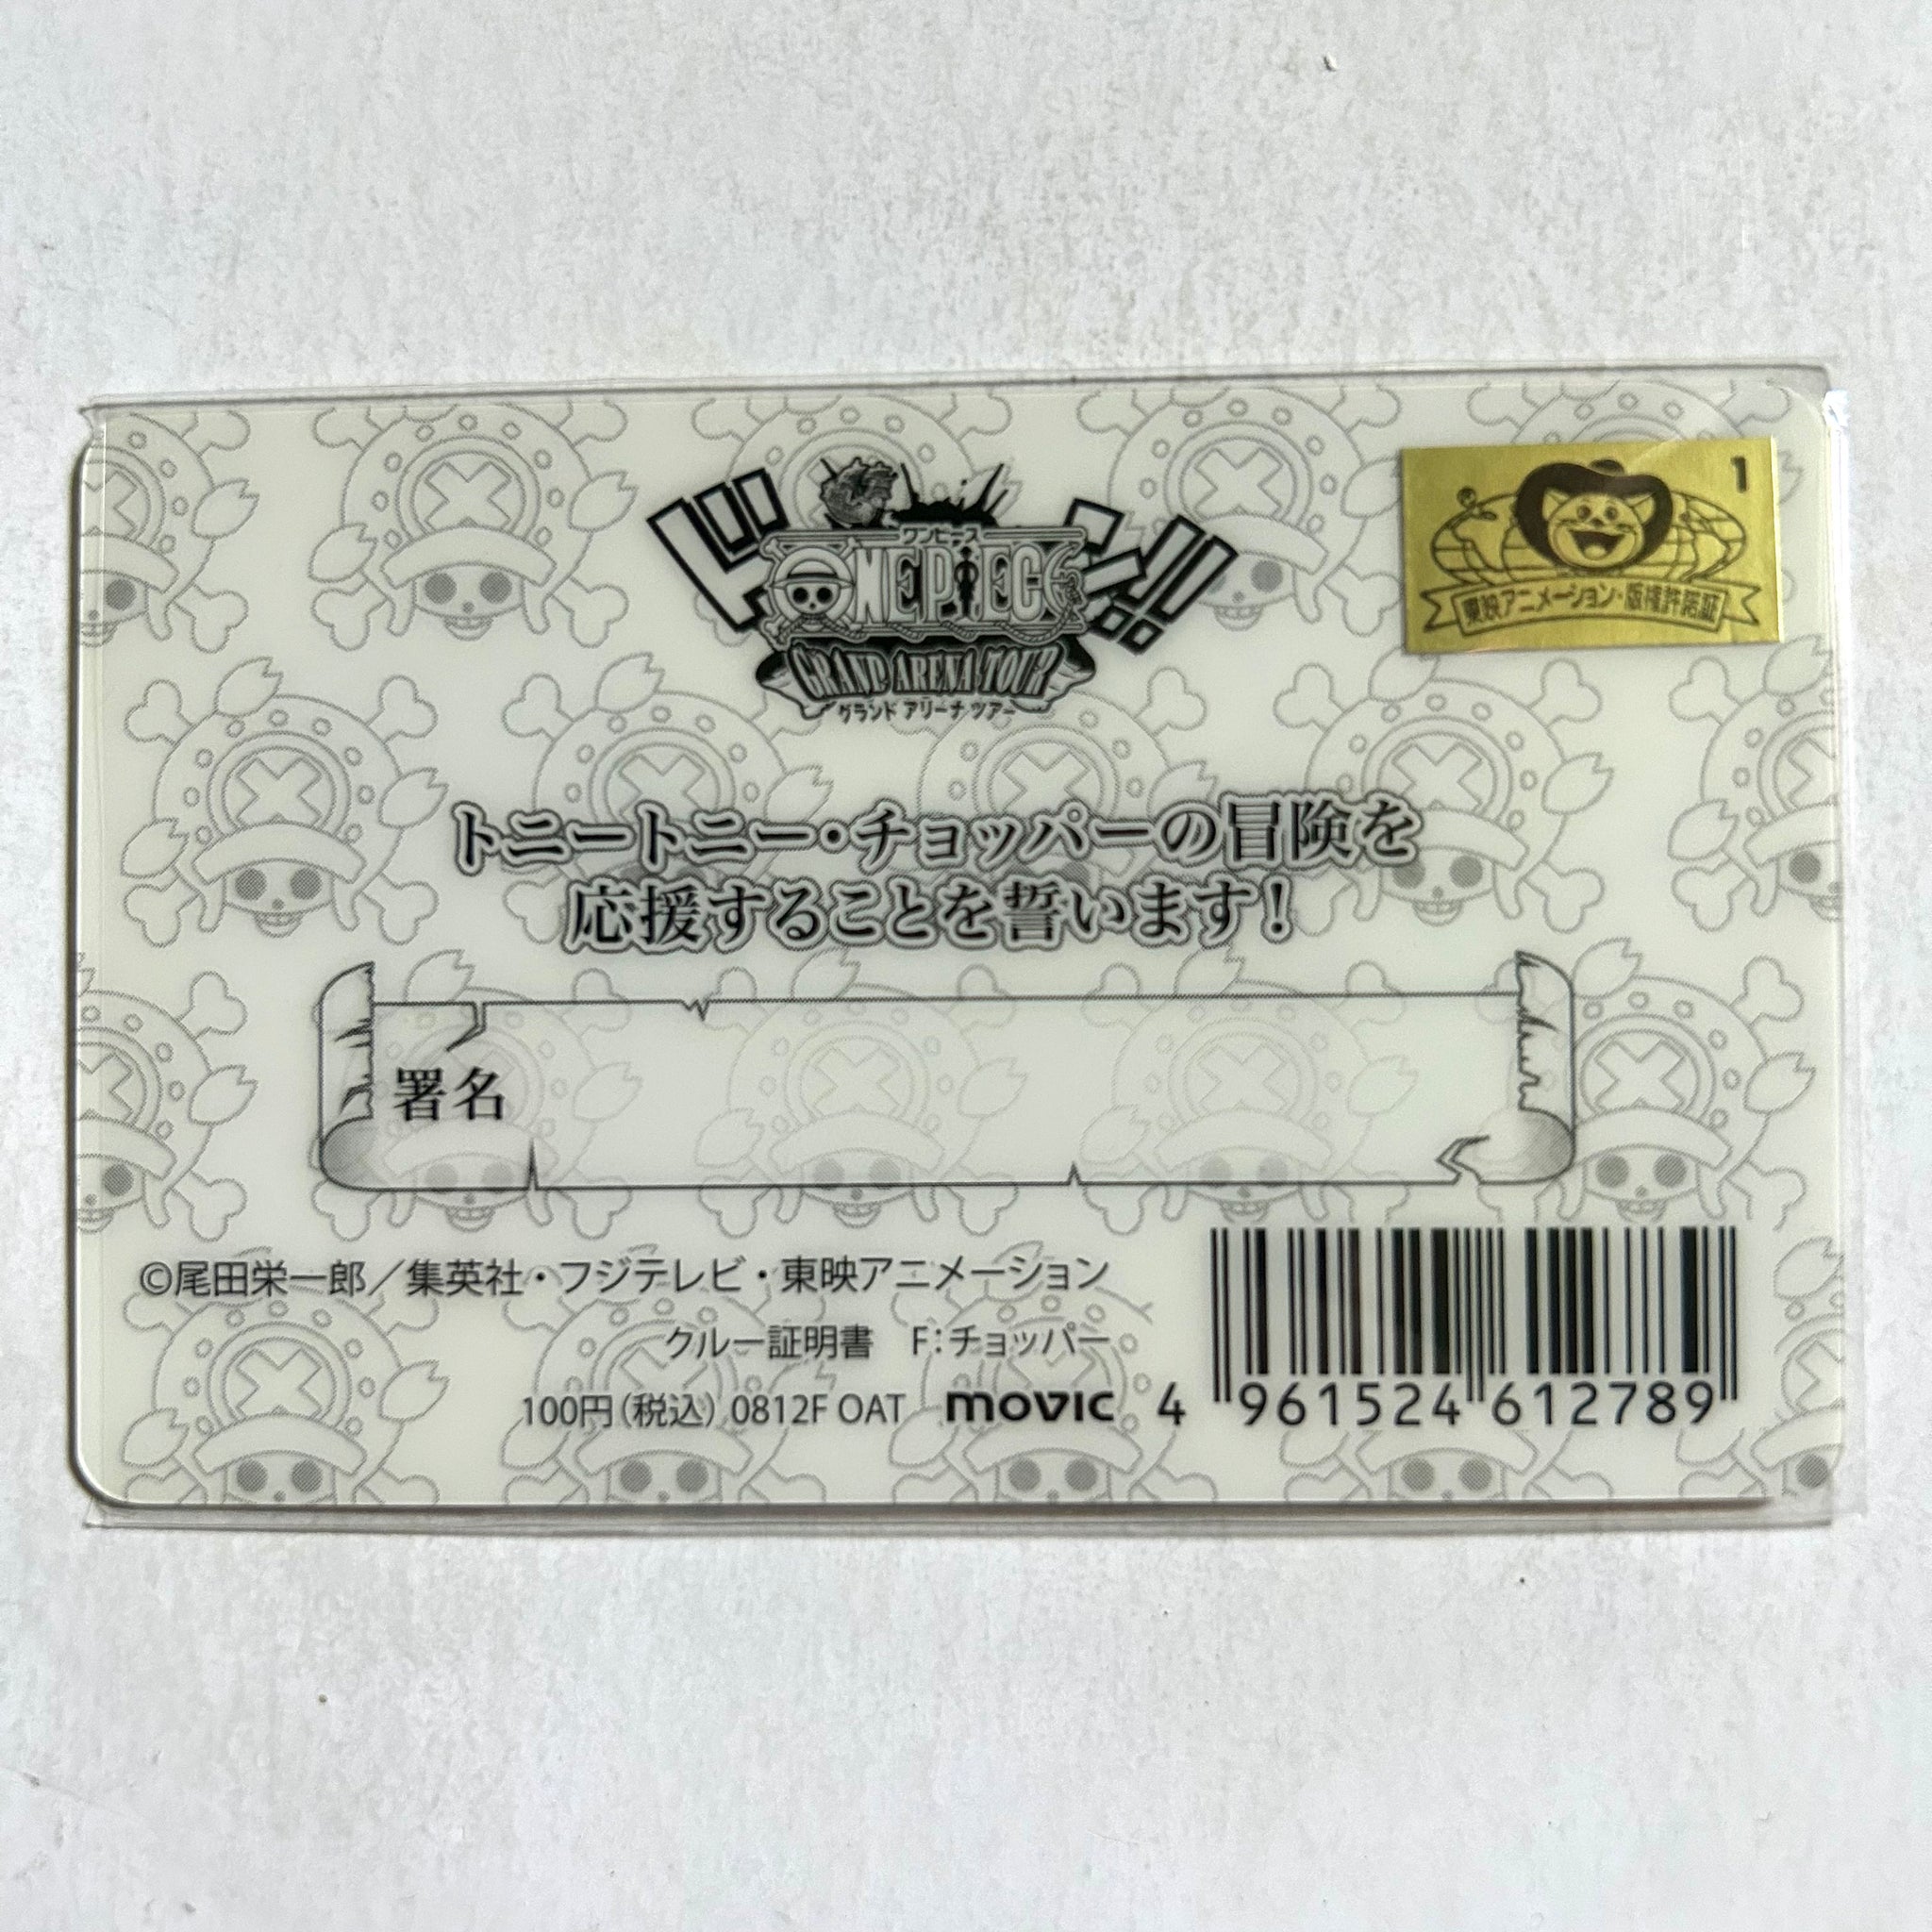 ドーン!!
ワンピース
ONE PIECE
GRAND ARENA TOUR
グランド アリーナ ツアー
1
東映アニメーション・版権許諾証
トニートニー・チョッパーの冒険を
応援することを誓います!
署名
©尾田栄一郎／集英社・フジテレビ・東映アニメーション
クルー証明書　F:チョッパー
100円(税込) 0812F OAT movic
4 961524 612789